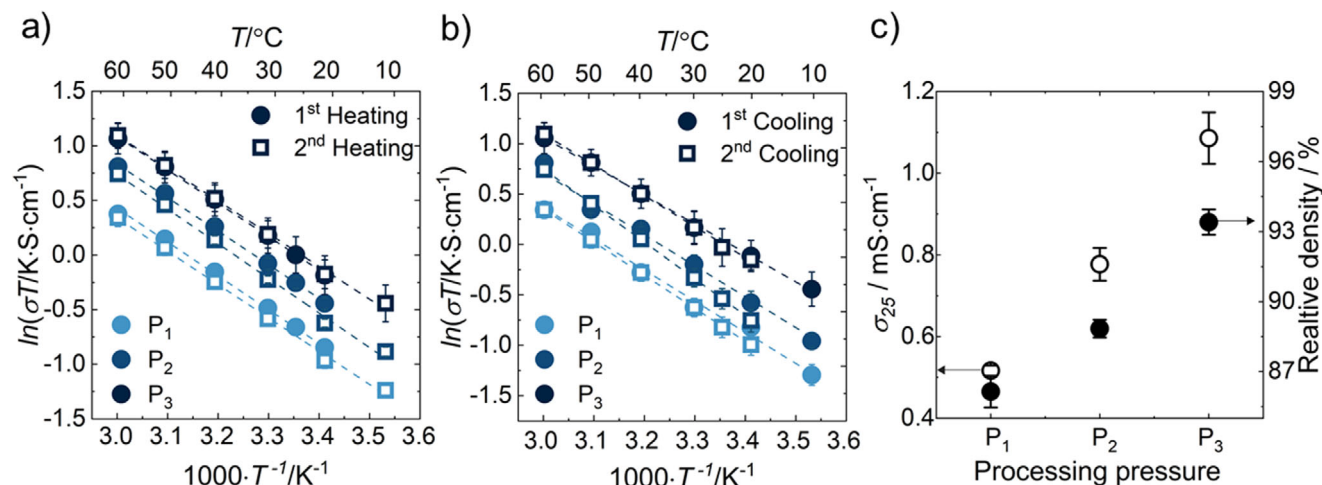 a)
T/°C
60 50 40 30 20 10
1st Heating
2nd Heating
ln(σT/K·S·cm-1)
1.5
1.0
0.5
0.0
-0.5
-1.0
-1.5
P1
P2
P3
3.0 3.1 3.2 3.3 3.4 3.5 3.6
1000·T-1/K-1
b)
T/°C
60 50 40 30 20 10
1st Cooling
2nd Cooling
ln(σT/K·S·cm-1)
1.5
1.0
0.5
0.0
-0.5
-1.0
-1.5
P1
P2
P3
3.0 3.1 3.2 3.3 3.4 3.5 3.6
1000·T-1/K-1
c)
σ25 / mS·cm-1
1.2
1.0
0.8
0.6
0.4
99
96
93
90
87
Realtive density / %
P1 P2 P3
Processing pressure